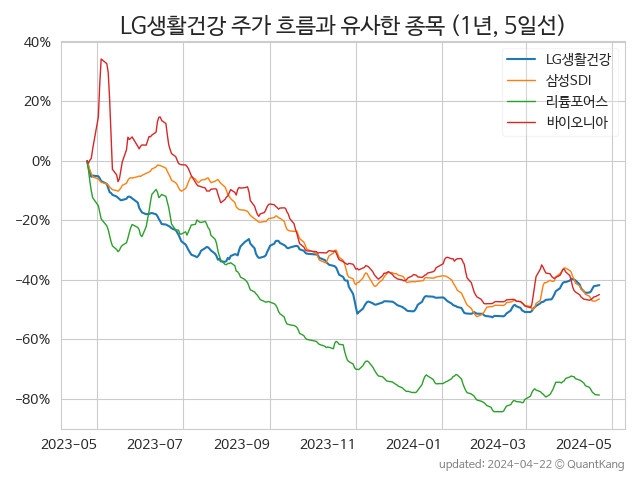 LG생활건강 주가 흐름과 유사한 종목 (1년, 5일선)
40%
20%
0%
−20%
−40%
−60%
−80%
LG생활건강
삼성SDI
리튬포어스
바이오니아
2023−05
2023−07
2023−09
2023−11
2024−01
2024−03
2024−05
updated: 2024-04-22 © QuantKang